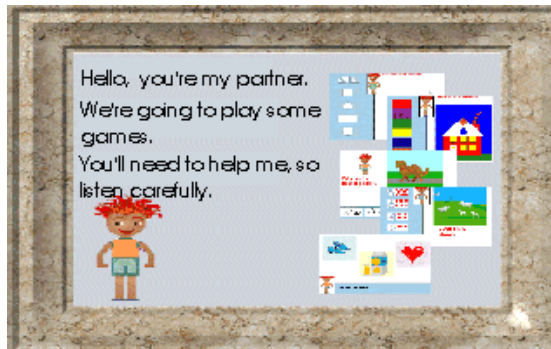 Hello, you're my partner.
We're going to play some
games.
You'll need to help me, so
listen carefully.